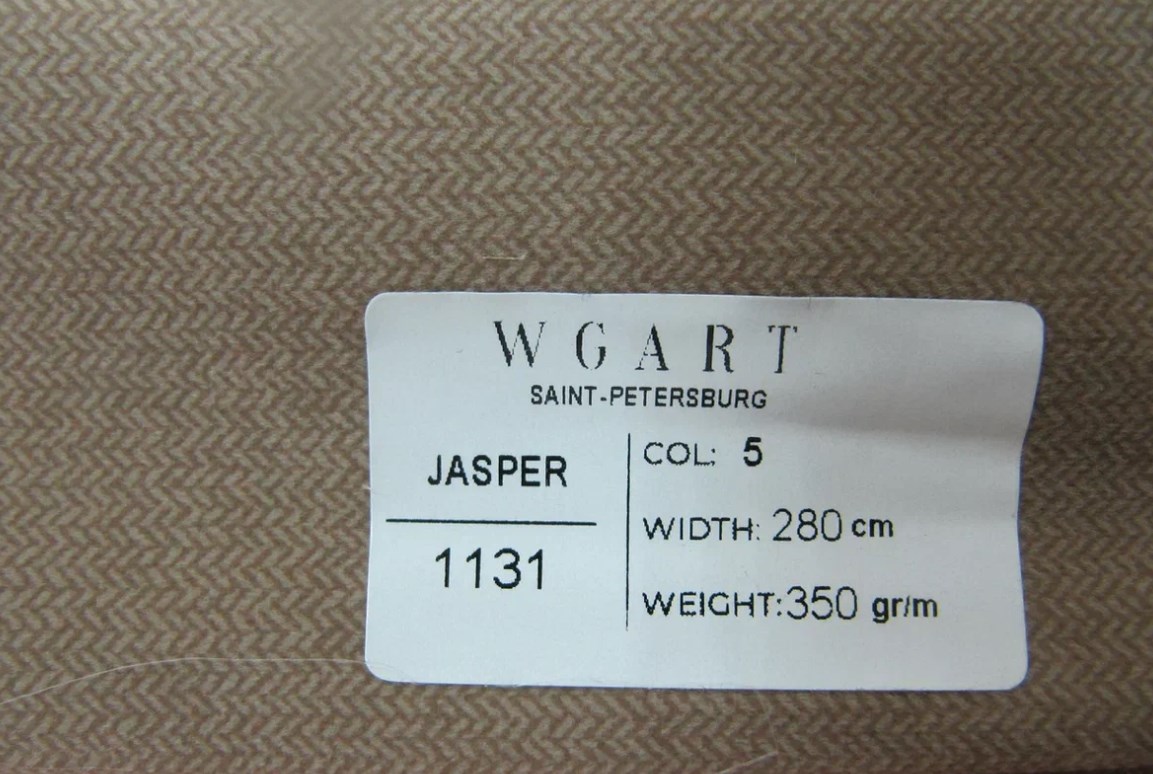 WGART
SAINT-PETERSBURG
JASPER
1131
COL: 5
WIDTH: 280 cm
WEIGHT:350 gr/m